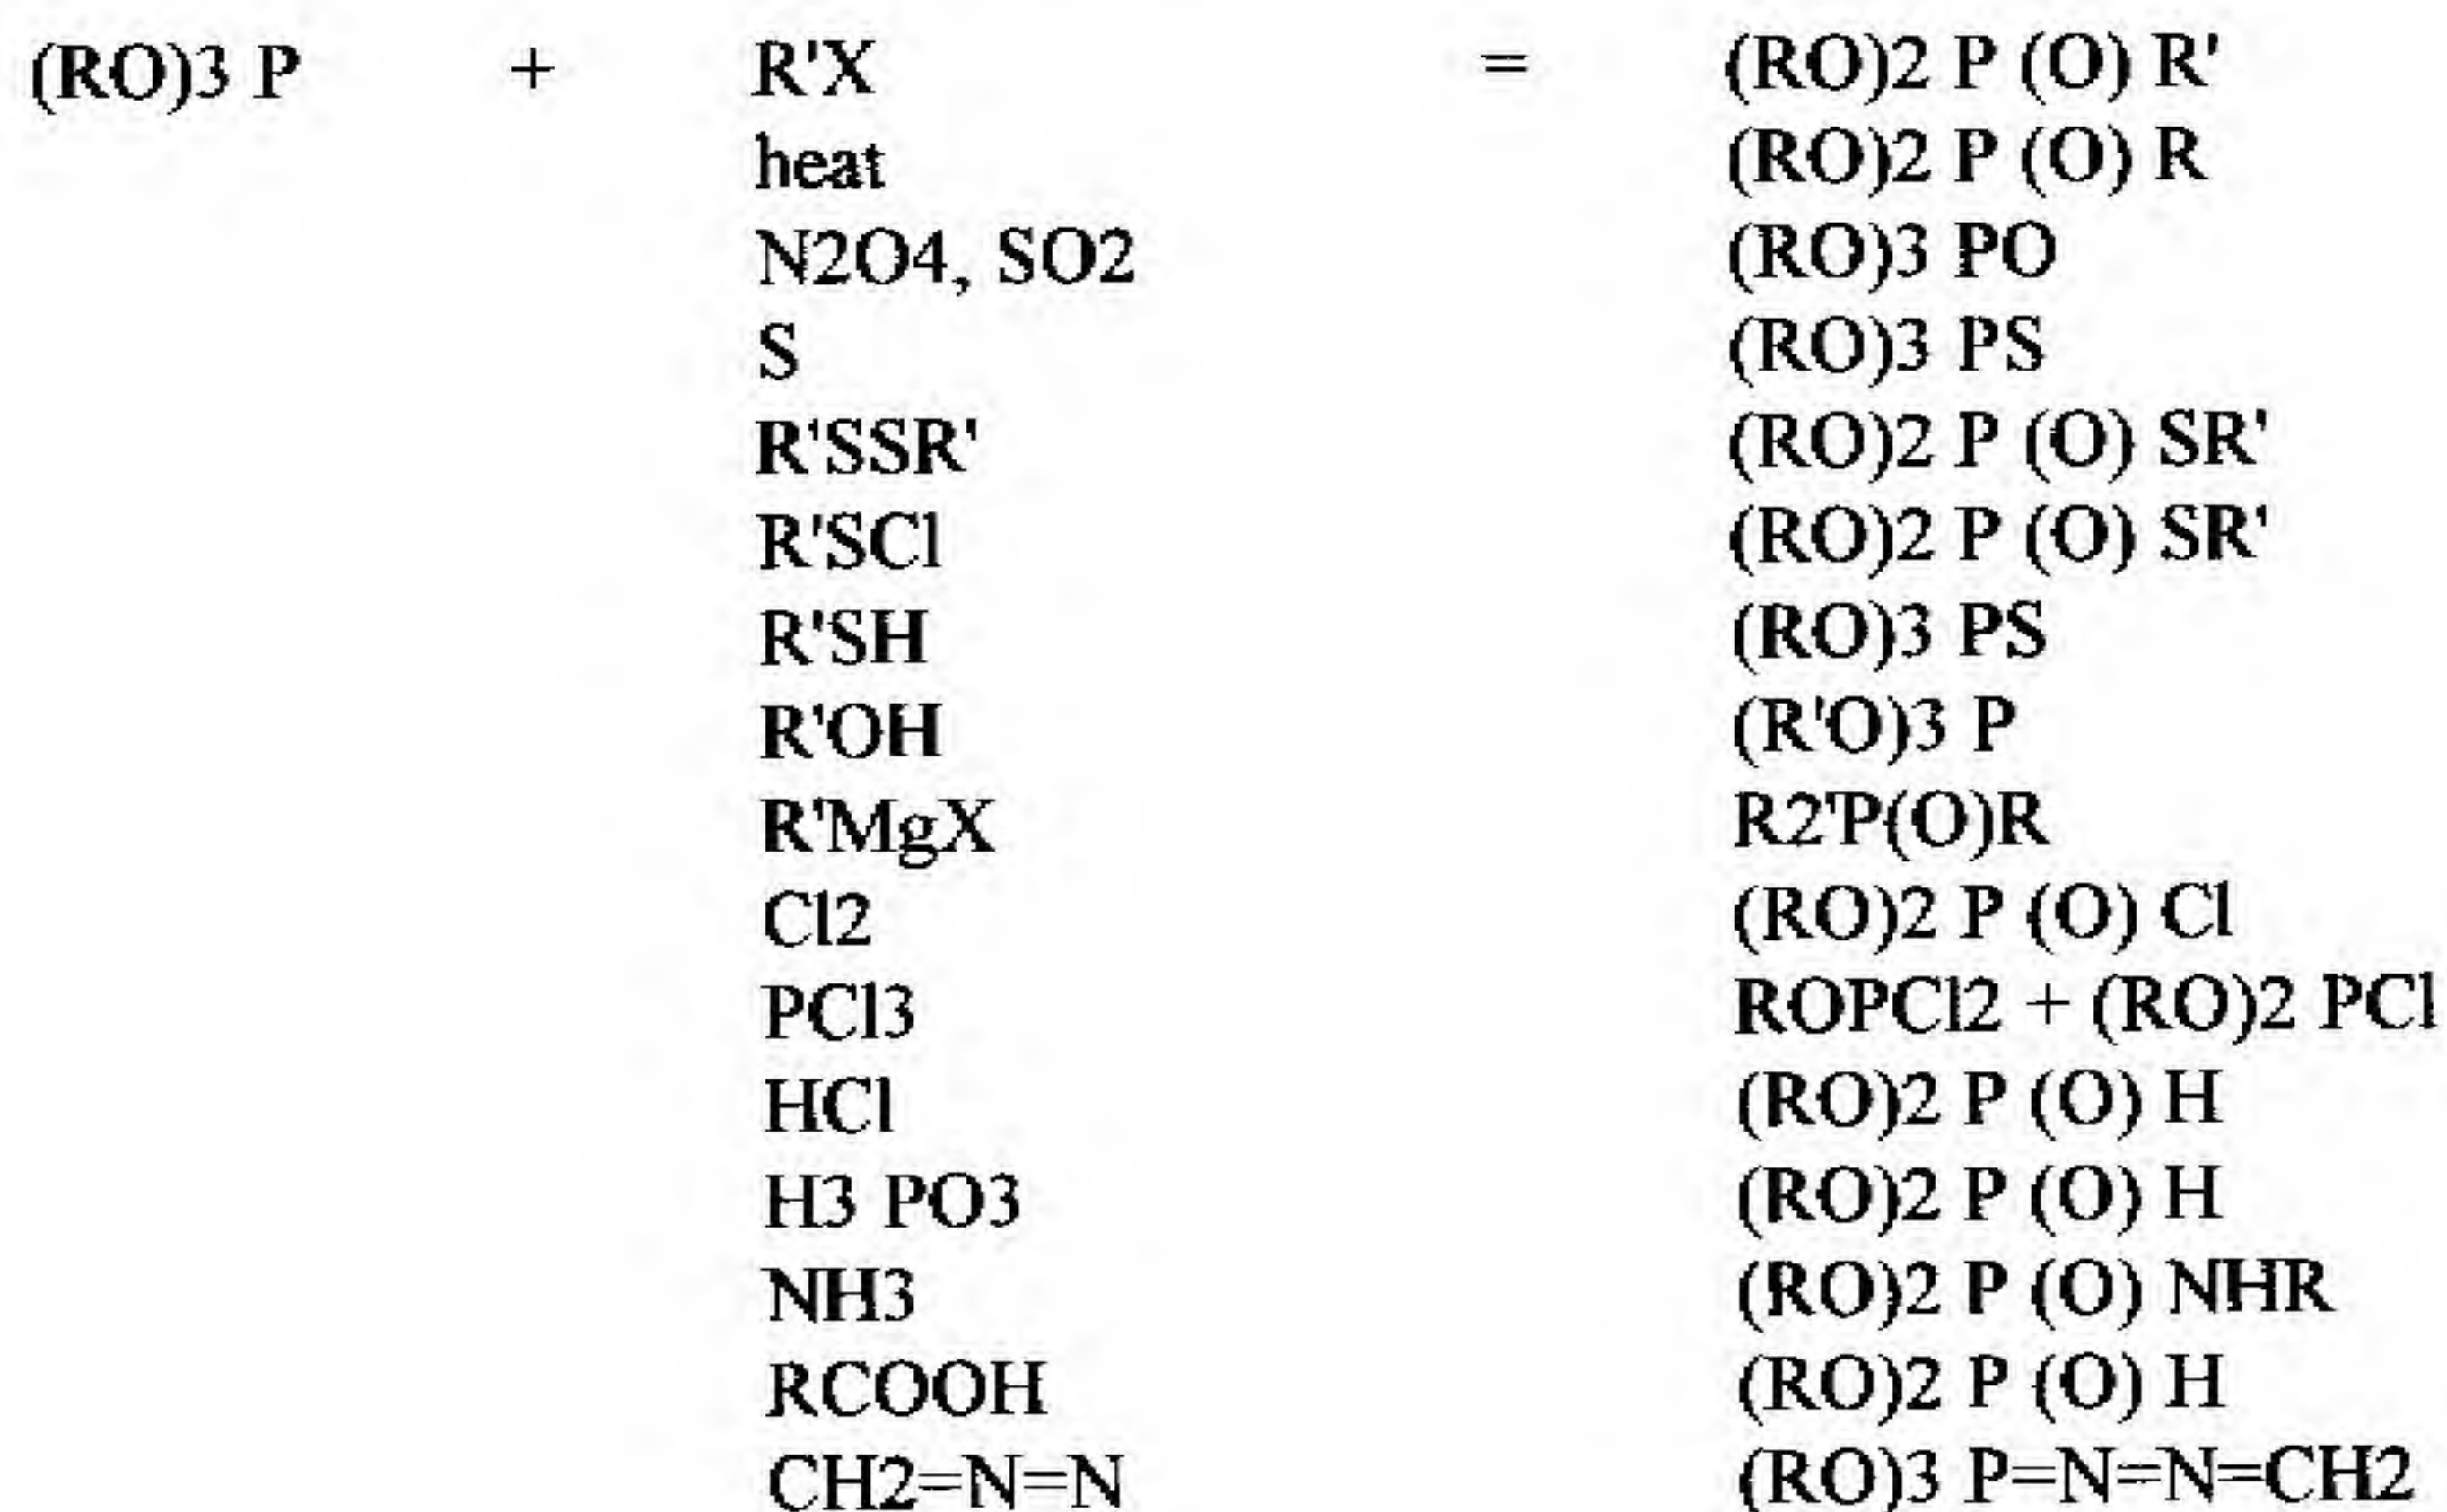 (RO)3 P + R'X = (RO)2 P (O) R'
heat (RO)2 P (O) R
N2O4, SO2 (RO)3 PO
S (RO)3 PS
R'SSR' (RO)2 P (O) SR'
R'SCl (RO)2 P (O) SR'
R'SH (RO)3 PS
R'OH (R'O)3 P
R'MgX R2'P(O)R
Cl2 (RO)2 P (O) Cl
PCl3 ROPCl2 + (RO)2 PCl
HCl (RO)2 P (O) H
H3 PO3 (RO)2 P (O) H
NH3 (RO)2 P (O) NHR
RCOOH (RO)2 P (O) H
CH2=N=N (RO)3 P=N=N=CH2